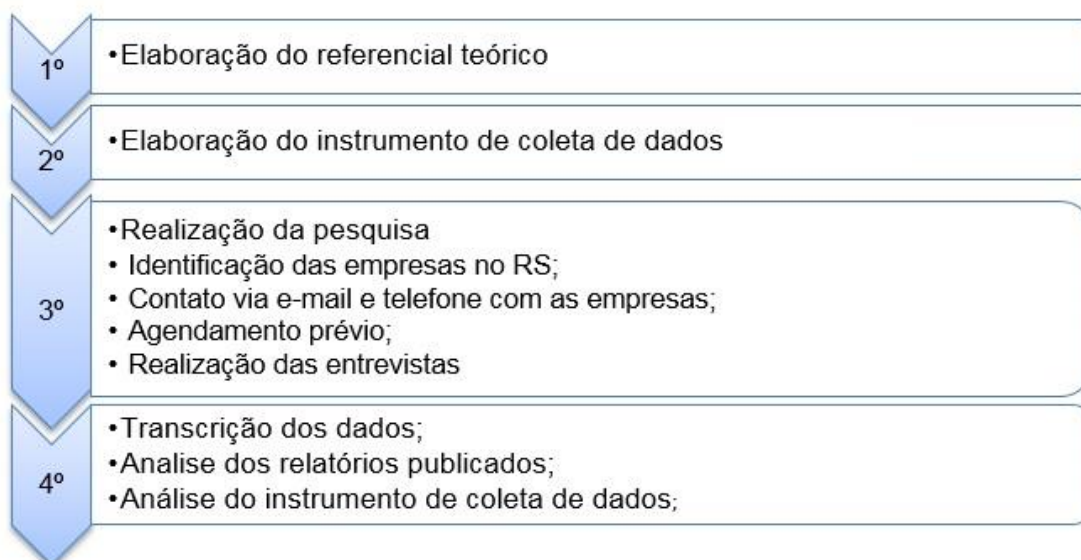 1º
•Elaboração do referencial teórico
2º
•Elaboração do instrumento de coleta de dados
3º
•Realização da pesquisa
• Identificação das empresas no RS;
• Contato via e-mail e telefone com as empresas;
• Agendamento prévio;
• Realização das entrevistas
4º
•Transcrição dos dados;
•Analise dos relatórios publicados;
•Análise do instrumento de coleta de dados;